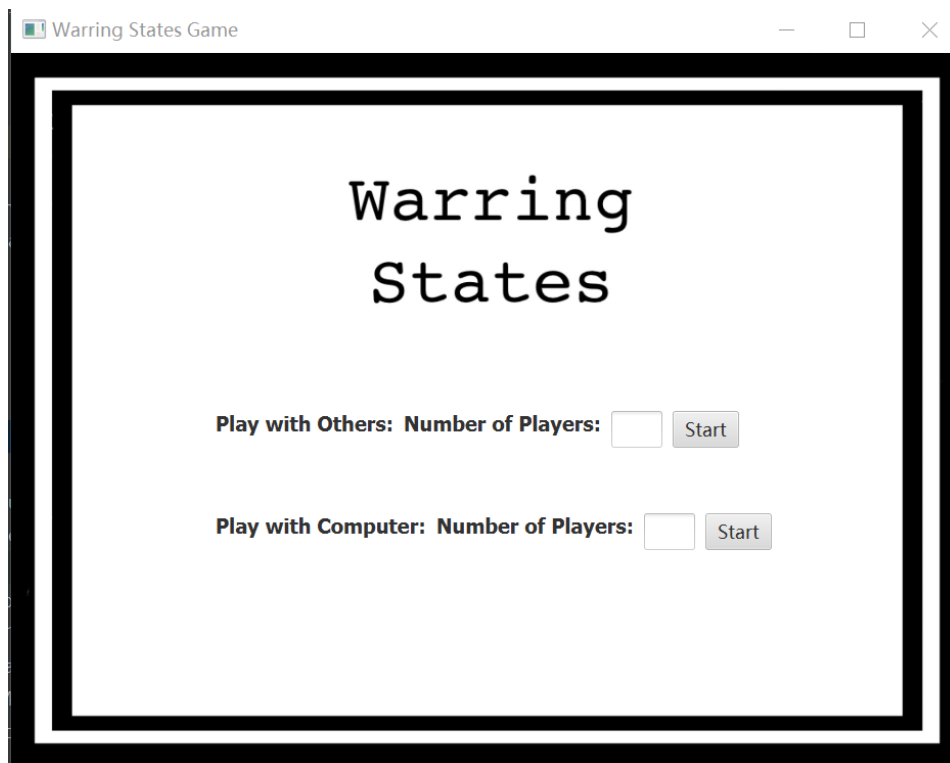 Warring States Game
Warring
States
Play with Others: Number of Players: Start
Play with Computer: Number of Players: Start